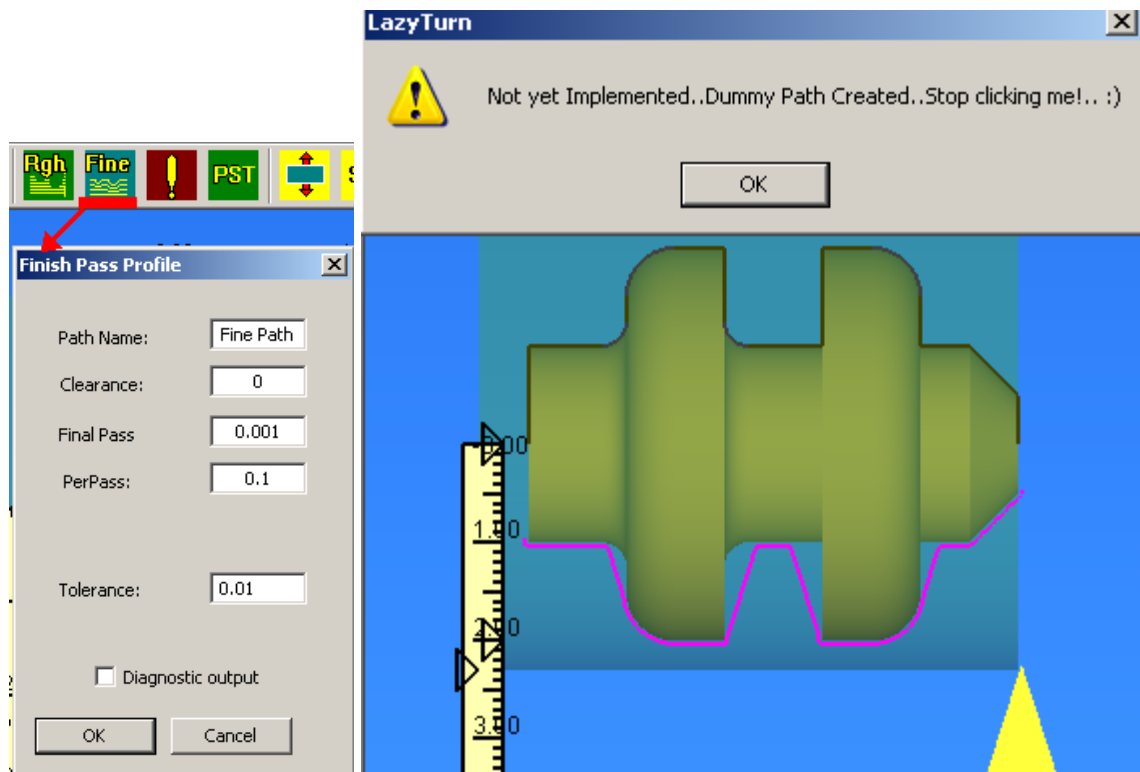 LazyTurn
Not yet Implemented..Dummy Path Created..Stop clicking me!.. :)
OK
Rgh
Fine
PST
Finish Pass Profile
Path Name:
Fine Path
Clearance:
0
Final Pass
0.001
PerPass:
0.1
Tolerance:
0.01
Diagnostic output
OK
Cancel
1.00
2.00
3.00